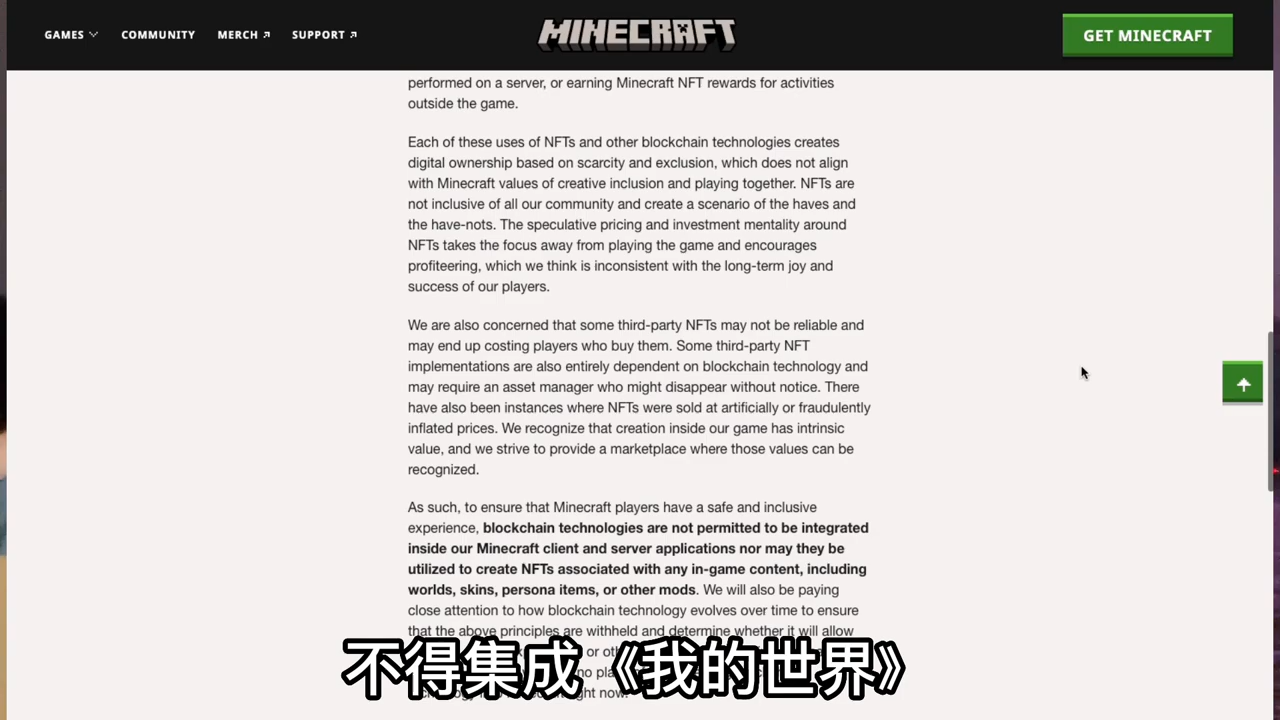 GAMES COMMUNITY MERCH SUPPORT MINECRAFT GET MINECRAFT
performed on a server, or earning Minecraft NFT rewards for activities
outside the game.
Each of these uses of NFTs and other blockchain technologies creates
digital ownership based on scarcity and exclusion, which does not align
with Minecraft values of creative inclusion and playing together. NFTs are
not inclusive of all our community and create a scenario of the haves and
the have-nots. The speculative pricing and investment mentality around
NFTs takes the focus away from playing the game and encourages
profiteering, which we think is inconsistent with the long-term joy and
success of our players.
We are also concerned that some third-party NFTs may not be reliable and
may end up costing players who buy them. Some third-party NFT
implementations are also entirely dependent on blockchain technology and
may require an asset manager who might disappear without notice. There
have also been instances where NFTs were sold at artificially or fraudulently
inflated prices. We recognize that creation inside our game has intrinsic
value, and we strive to provide a marketplace where those values can be
recognized.
As such, to ensure that Minecraft players have a safe and inclusive
experience, blockchain technologies are not permitted to be integrated
inside our Minecraft client and server applications nor may they be
utilized to create NFTs associated with any in-game content, including
worlds, skins, persona items, or other mods. We will also be paying
close attention to how blockchain technology evolves over time to ensure
that the above principles are withheld and determine whether it will allow
or
no
right now.
不得集成《我的世界》